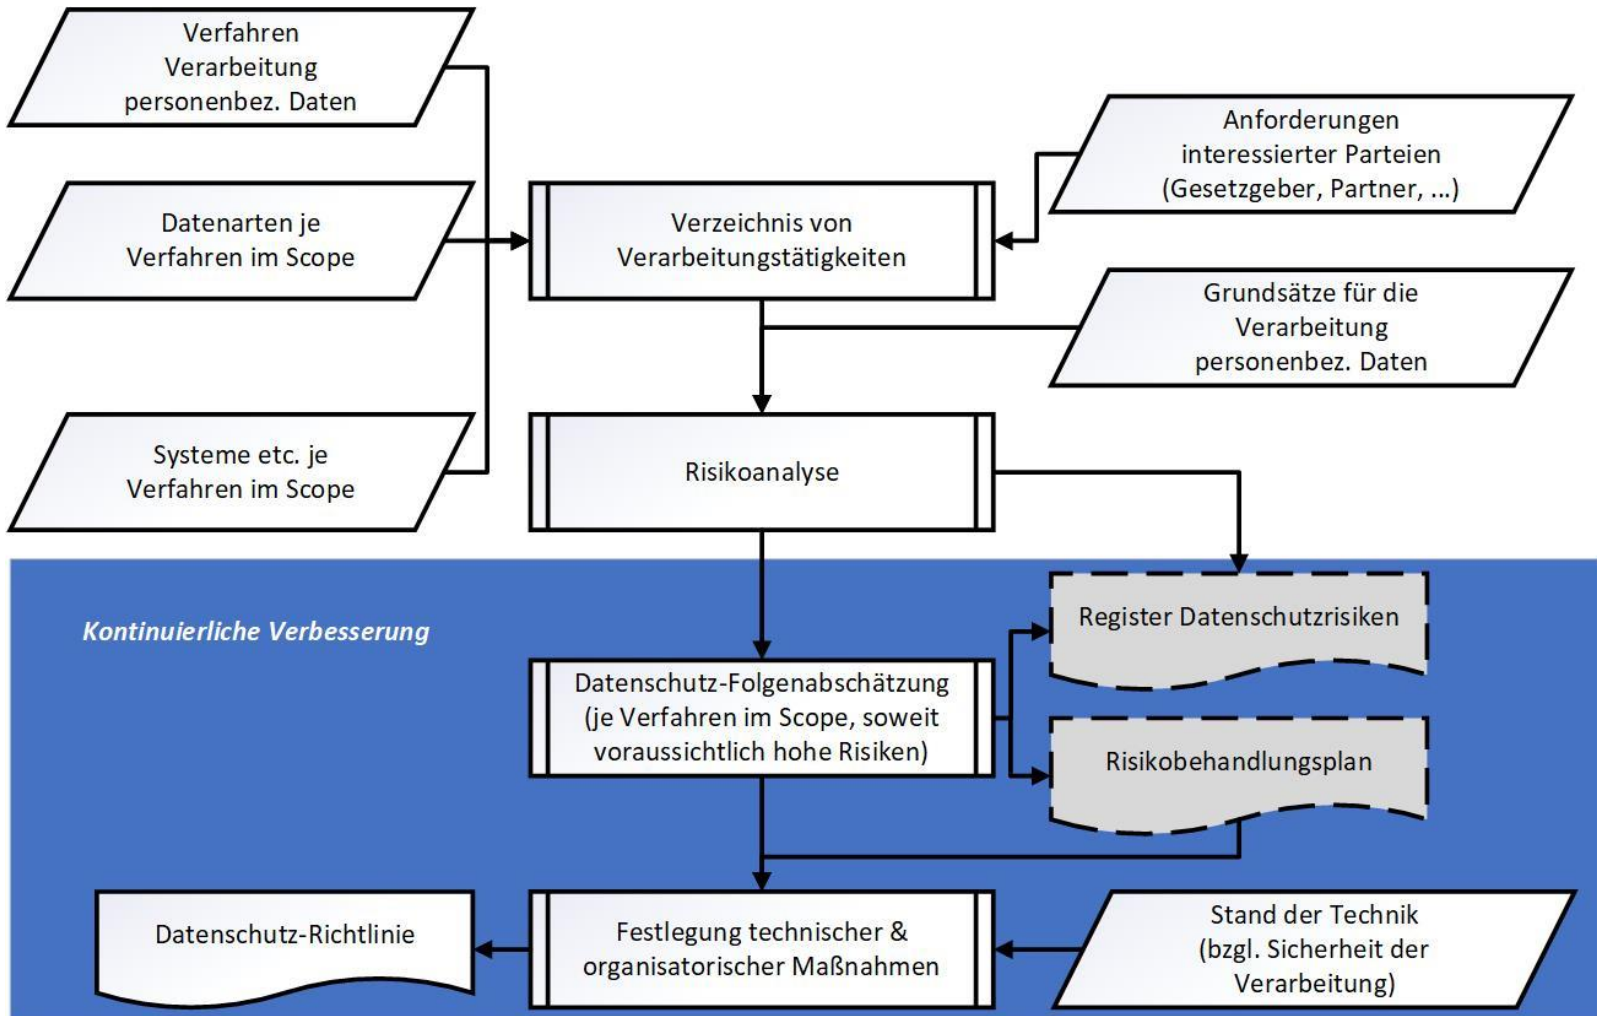 Verfahren
Verarbeitung
personenbez. Daten
Anforderungen
interessierter Parteien
(Gesetzgeber, Partner, ...)
Datenarten je
Verfahren im Scope
Verzeichnis von
Verarbeitungstätigkeiten
Grundsätze für die
Verarbeitung
personenbez. Daten
Systeme etc. je
Verfahren im Scope
Risikoanalyse
Kontinuierliche Verbesserung
Register Datenschutzrisiken
Datenschutz-Folgenabschätzung
(je Verfahren im Scope, soweit
voraussichtlich hohe Risiken)
Risikobehandlungsplan
Datenschutz-Richtlinie
Festlegung technischer &
organisatorischer Maßnahmen
Stand der Technik
(bzgl. Sicherheit der
Verarbeitung)